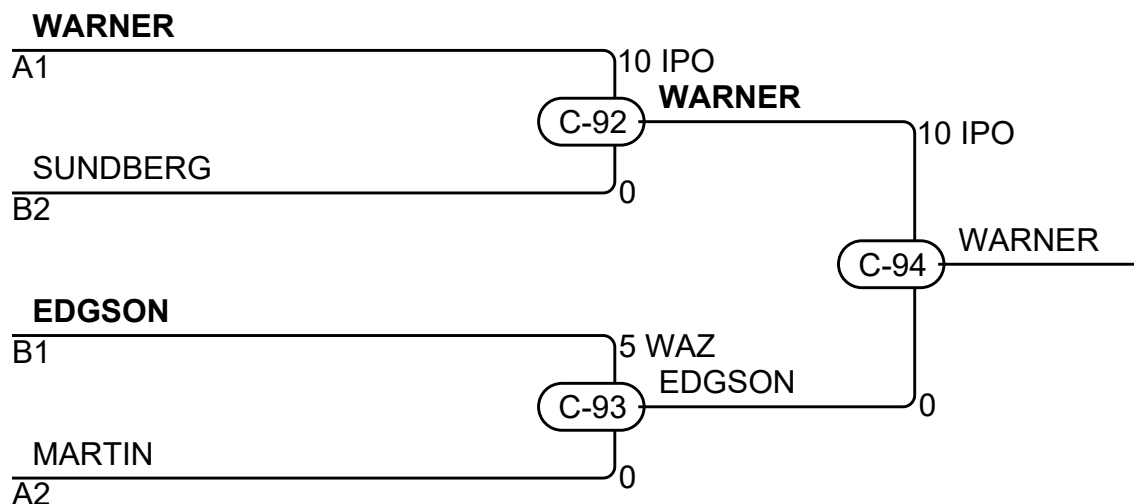 WARNER
A1
10 IPO
WARNER
C-92
10 IPO
SUNDBERG
0
B2
WARNER
C-94
EDGSON
B1
5 WAZ
EDGSON
C-93
0
MARTIN
0
A2